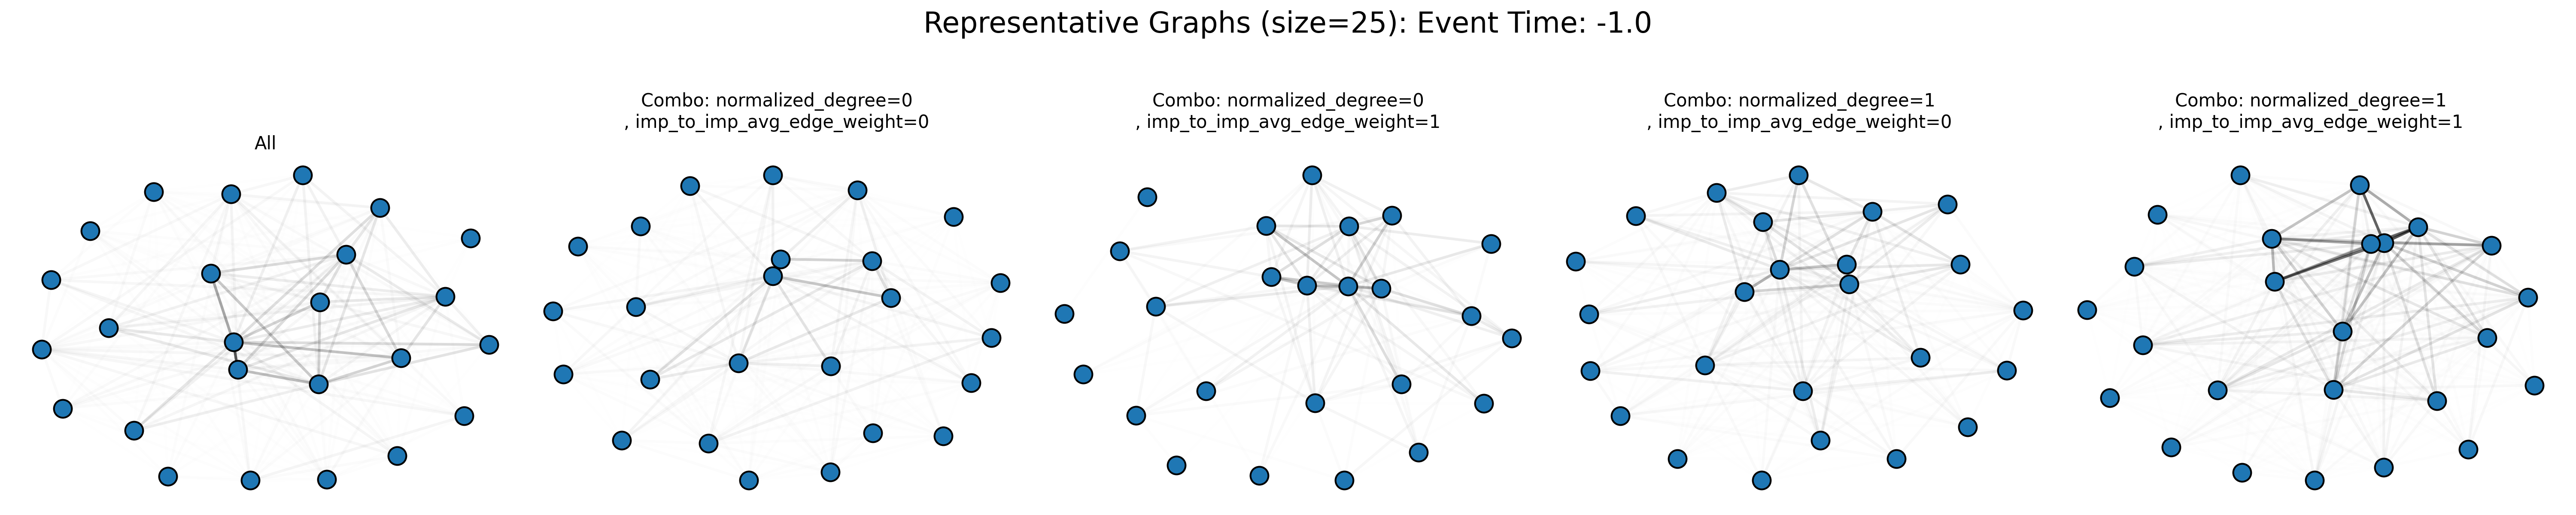 Representative Graphs (size=25): Event Time: -1.0
All
Combo: normalized_degree=0
, imp_to_imp_avg_edge_weight=0
Combo: normalized_degree=0
, imp_to_imp_avg_edge_weight=1
Combo: normalized_degree=1
, imp_to_imp_avg_edge_weight=0
Combo: normalized_degree=1
, imp_to_imp_avg_edge_weight=1